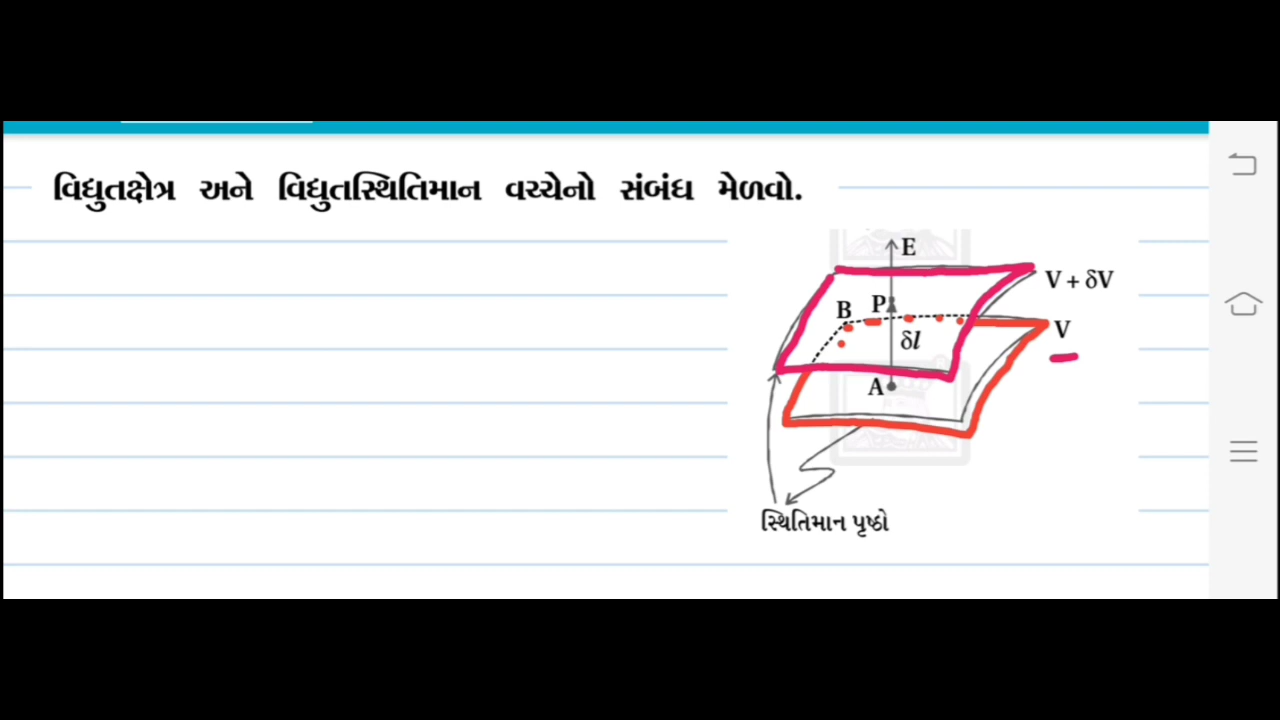 વિદ્યુતક્ષેત્ર અને વિદ્યુતસ્થિતિમાન વચ્ચેનો સંબંધ મેળવો.
E
V + δV
B P
V
δl
A
સ્થિતિમાન પૃષ્ઠો